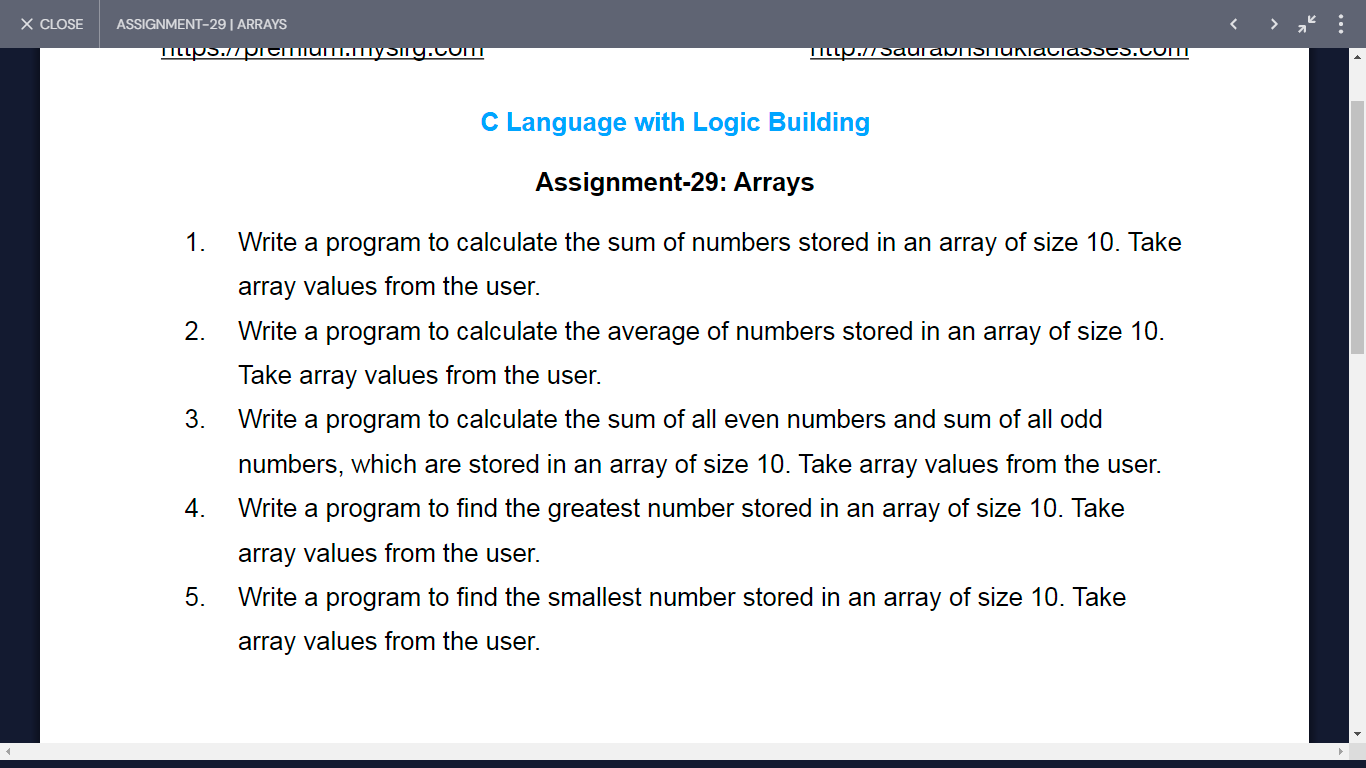 CLOSE
ASSIGNMENT-29 | ARRAYS
https://premium.mysirg.com
http://saurabhshuklaclasses.com
C Language with Logic Building
Assignment-29: Arrays
1. Write a program to calculate the sum of numbers stored in an array of size 10. Take
array values from the user.
2. Write a program to calculate the average of numbers stored in an array of size 10.
Take array values from the user.
3. Write a program to calculate the sum of all even numbers and sum of all odd
numbers, which are stored in an array of size 10. Take array values from the user.
4. Write a program to find the greatest number stored in an array of size 10. Take
array values from the user.
5. Write a program to find the smallest number stored in an array of size 10. Take
array values from the user.